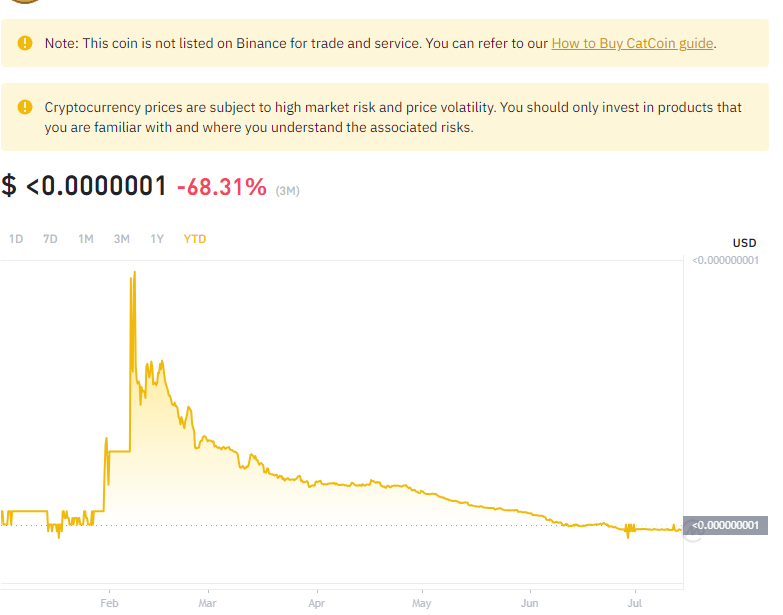 Note: This coin is not listed on Binance for trade and service. You can refer to our How to Buy CatCoin guide.
Cryptocurrency prices are subject to high market risk and price volatility. You should only invest in products that
you are familiar with and where you understand the associated risks.
$ <0.0000001 -68.31% (3M)
1D 7D 1M 3M 1Y YTD
USD
<0.000000001
<0.000000001
Feb Mar Apr May Jun Jul